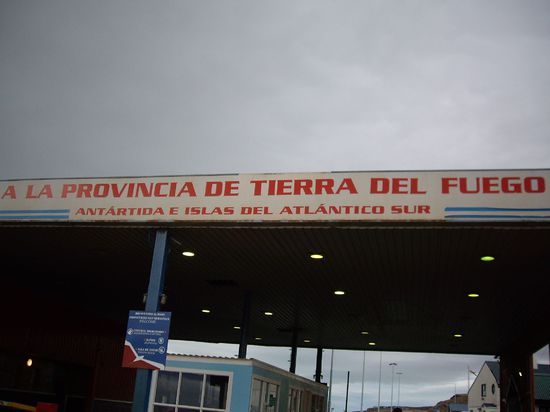 A LA PROVINCIA DE TIERRA DEL FUEGO
ANTÁRTIDA E ISLAS DEL ATLÁNTICO SUR